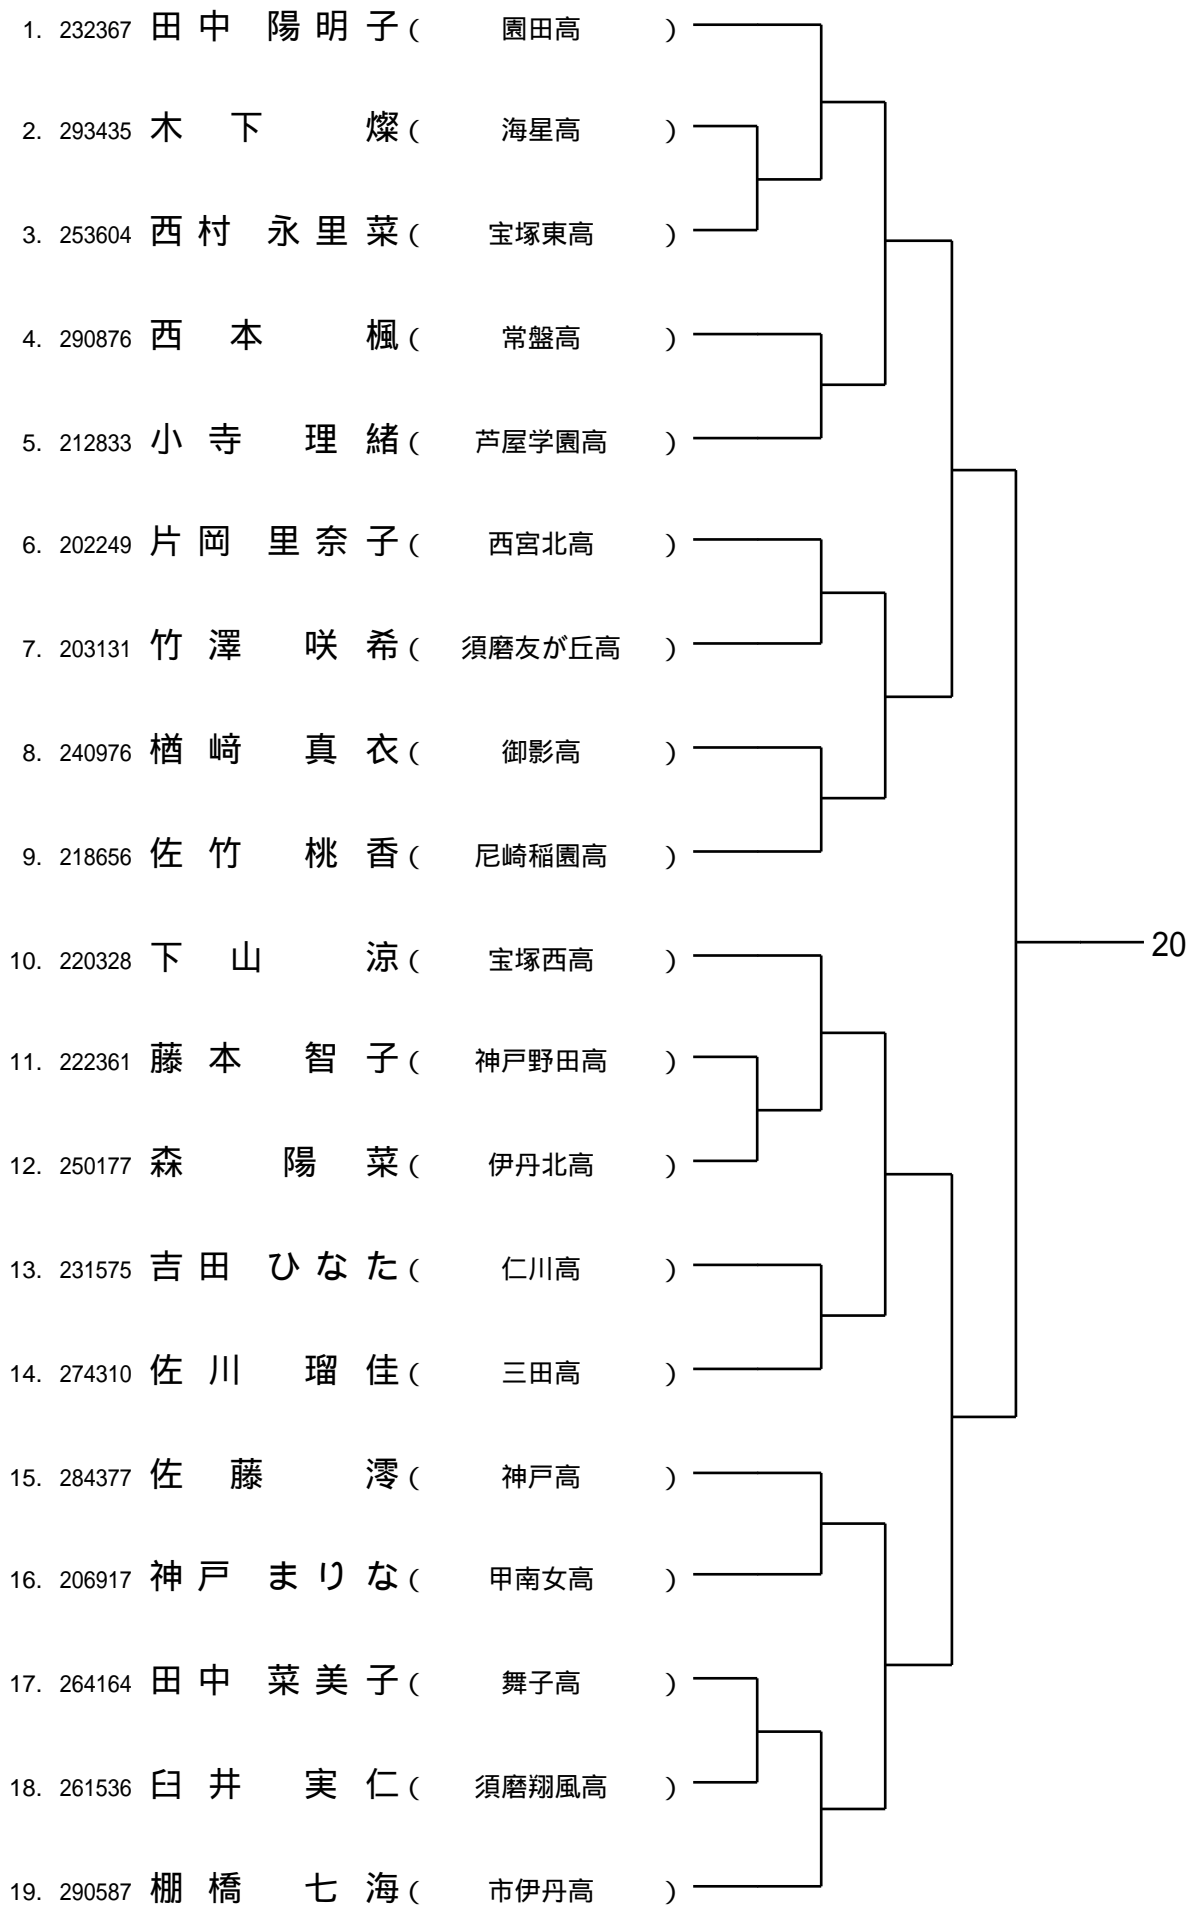 1. 232367 田中 陽明子 ( 園田高 )
2. 293435 木下 燦 ( 海星高 )
3. 253604 西村 永里菜 ( 宝塚東高 )
4. 290876 西本 楓 ( 常盤高 )
5. 212833 小寺 理緒 ( 芦屋学園高 )
6. 202249 片岡 里奈子 ( 西宮北高 )
7. 203131 竹澤 咲希 ( 須磨友が丘高 )
8. 240976 楢﨑 真衣 ( 御影高 )
9. 218656 佐竹 桃香 ( 尼崎稲園高 )
10. 220328 下山 涼 ( 宝塚西高 )
20
11. 222361 藤本 智子 ( 神戸野田高 )
12. 250177 森 陽菜 ( 伊丹北高 )
13. 231575 吉田 ひなた ( 仁川高 )
14. 274310 佐川 瑠佳 ( 三田高 )
15. 284377 佐藤 澪 ( 神戸高 )
16. 206917 神戸 まりな ( 甲南女高 )
17. 264164 田中 菜美子 ( 舞子高 )
18. 261536 臼井 実仁 ( 須磨翔風高 )
19. 290587 棚橋 七海 ( 市伊丹高 )